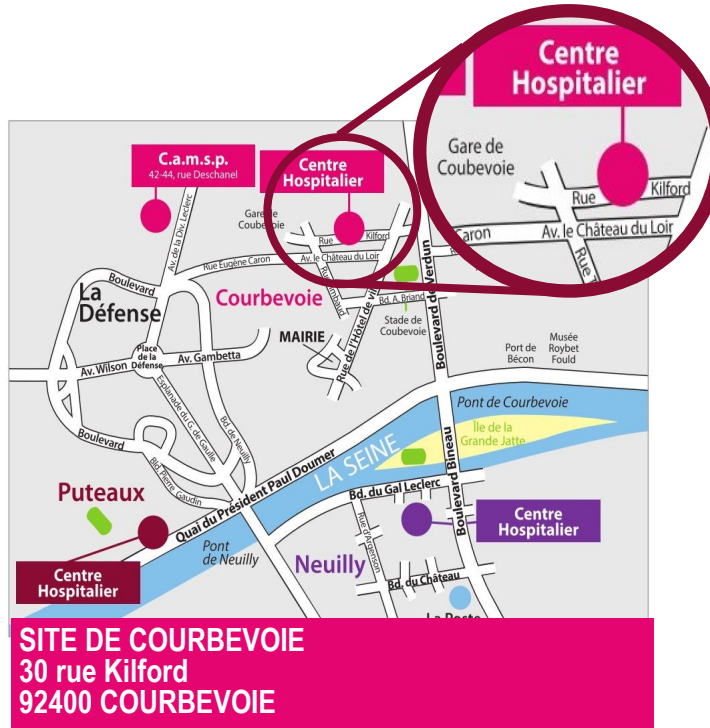 Centre
Hospitalier
Gare de
Coubevoie
Rue Kilford
Caron
Av. le Château du Loir
C.a.m.s.p.
42-44, rue Deschanel
Centre
Hospitalier
Av. de la Div. Leclerc
Gare de
Coubevoie
Rue Kilford
Av. le Château du Loir
Rue Eugène Caron
Boulevard
La
Défense
Courbevoie
Bd. A. Briand
Stade de
Coubevoie
Boulevard de Verdun
Rue de l'Hôtel de
MAIRIE
Place
de la
Défense
Av. Wilson
Av. Gambetta
Esplanade du G. de Gaulle
Bd. de Neuilly
Port de
Bécon
Musée
Roybet
Fould
Pont de Courbevoie
Île de la
Grande Jatte
LA SEINE
Boulevard
Bld. Pierre Gaudin
Quai du Président Paul Doumer
Bd. du Gal Leclerc
Boulevard Bineau
Puteaux
Pont
de Neuilly
Rue d'Argenson
Neuilly
Centre
Hospitalier
Centre
Hospitalier
Bd. du Château
La Poste
SITE DE COURBEVOIE
30 rue Kilford
92400 COURBEVOIE